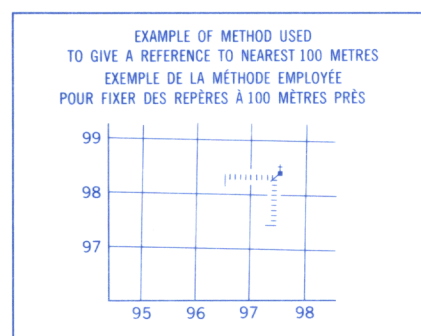 EXAMPLE OF METHOD USED
TO GIVE A REFERENCE TO NEAREST 100 METRES
EXEMPLE DE LA MÉTHODE EMPLOYÉE
POUR FIXER DES REPÈRES À 100 MÈTRES PRÈS
99
98
97
95 96 97 98